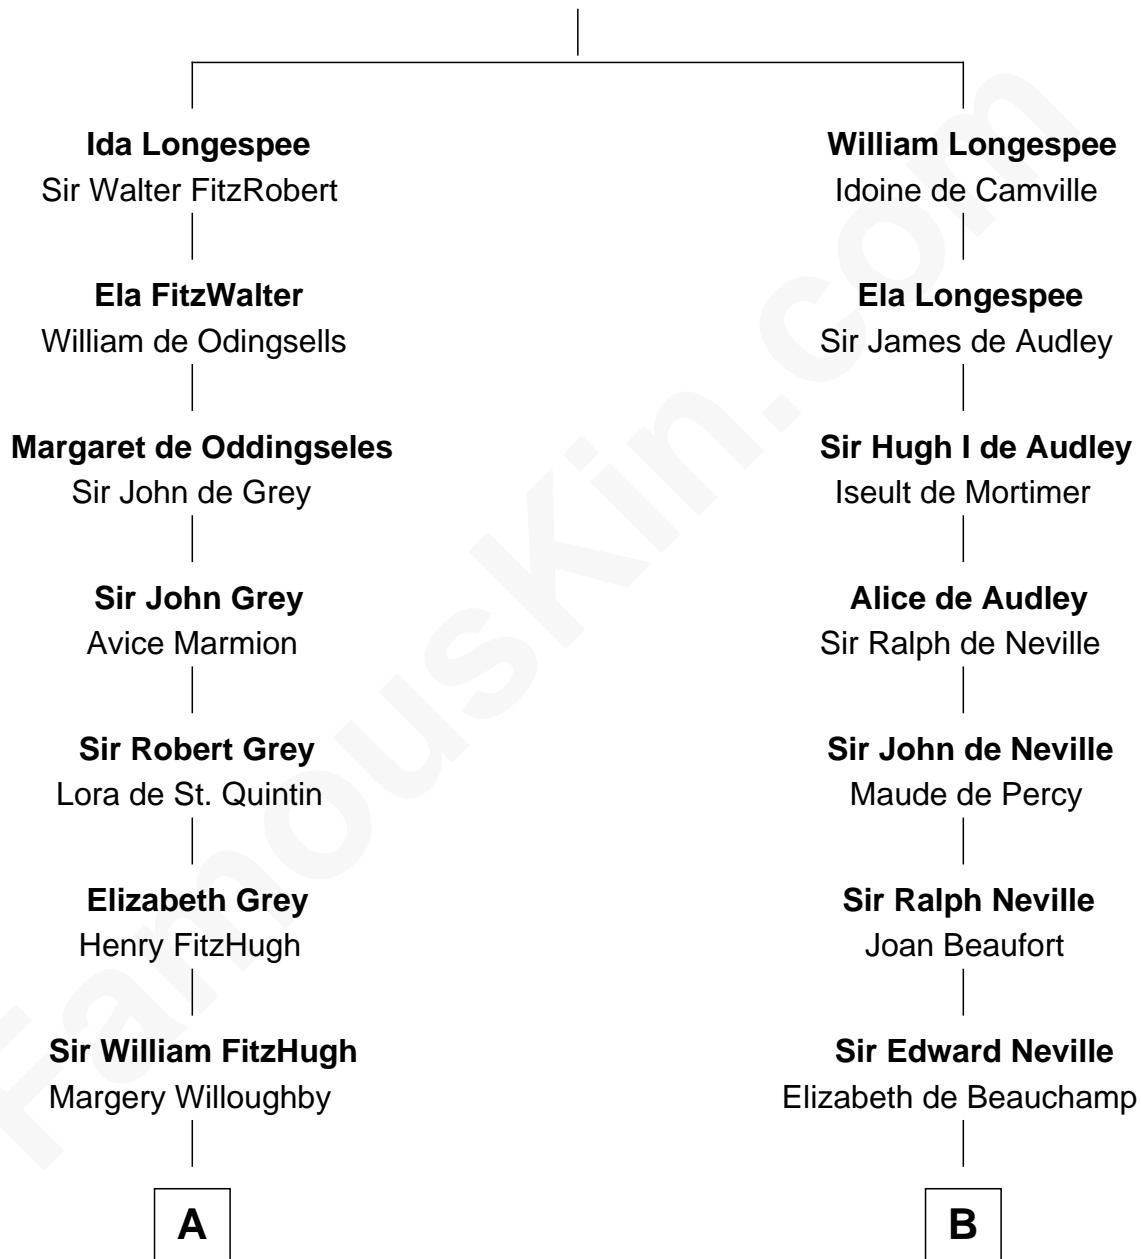 Ida Longespee
Sir Walter FitzRobert
Ela FitzWalter
William de Odingsells
Margaret de Oddingseles
Sir John de Grey
Sir John Grey
Avice Marmion
Sir Robert Grey
Lora de St. Quintin
Elizabeth Grey
Henry FitzHugh
Sir William FitzHugh
Margery Willoughby
A
William Longespee
Idoine de Camville
Ela Longespee
Sir James de Audley
Sir Hugh I de Audley
Iseult de Mortimer
Alice de Audley
Sir Ralph de Neville
Sir John de Neville
Maude de Percy
Sir Ralph Neville
Joan Beaufort
Sir Edward Neville
Elizabeth de Beauchamp
B
FamousKin.com